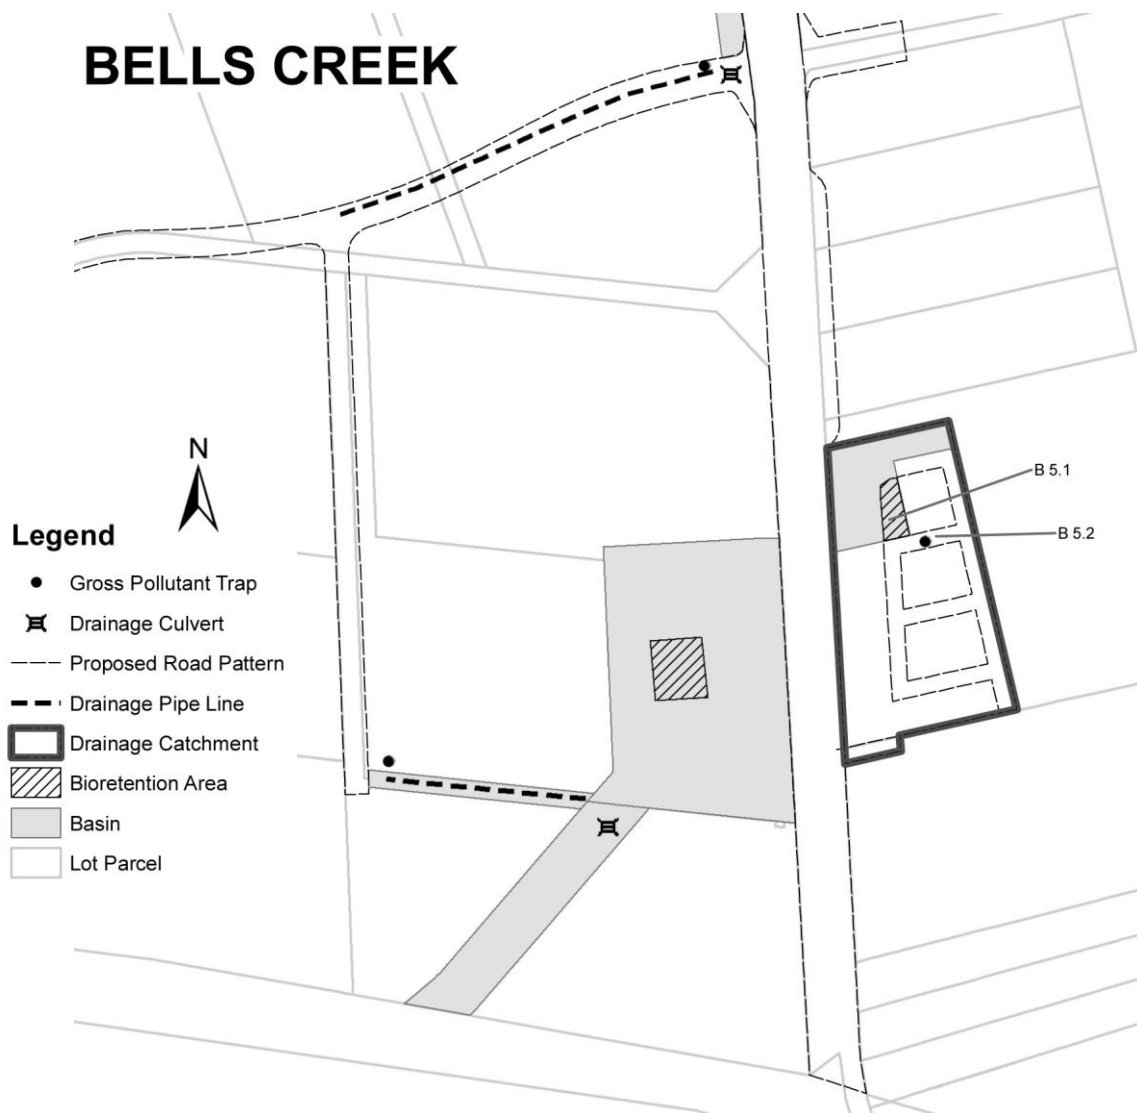 BELLS CREEK
B 5.1
B 5.2
N
Legend
Gross Pollutant Trap
Drainage Culvert
Proposed Road Pattern
Drainage Pipe Line
Drainage Catchment
Bioretention Area
Basin
Lot Parcel